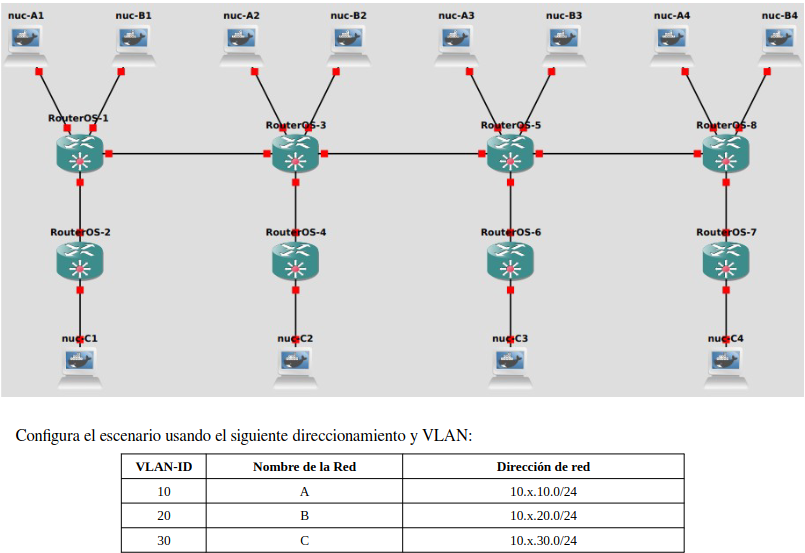 nuc-A1 nuc-B1 nuc-A2 nuc-B2 nuc-A3 nuc-B3 nuc-A4 nuc-B4
RouterOS-1 RouterOS-3 RouterOS-5 RouterOS-8
RouterOS-2 RouterOS-4 RouterOS-6 RouterOS-7
nuc-C1 nuc-C2 nuc-C3 nuc-C4
Configura el escenario usando el siguiente direccionamiento y VLAN:
VLAN-ID Nombre de la Red Dirección de red
10 A 10.x.10.0/24
20 B 10.x.20.0/24
30 C 10.x.30.0/24